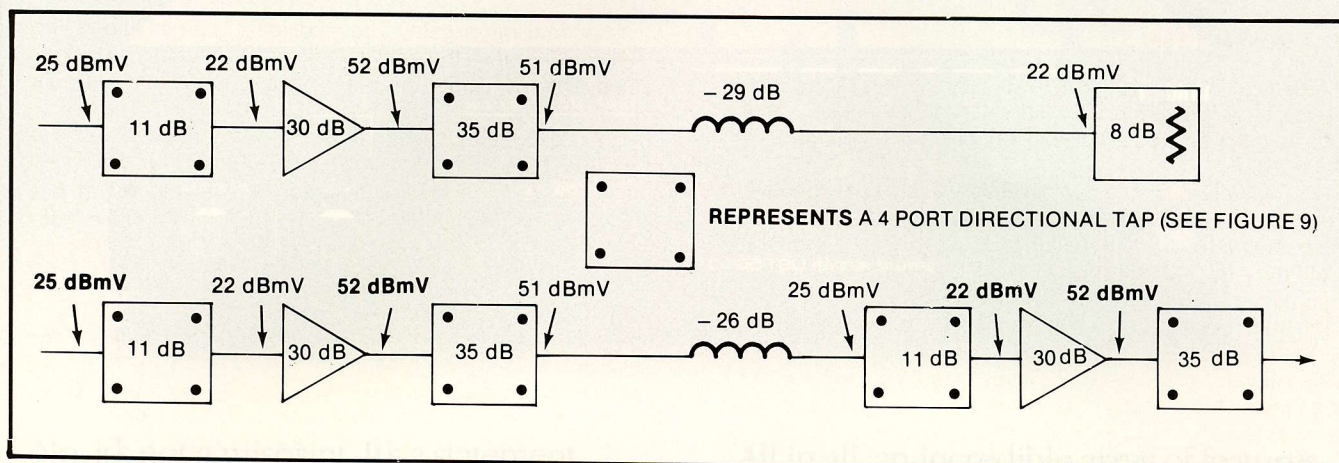 25 dBmV 22 dBmV 52 dBmV 51 dBmV 22 dBmV
– 29 dB
11 dB 30 dB 35 dB 8 dB
REPRESENTS A 4 PORT DIRECTIONAL TAP (SEE FIGURE 9)
25 dBmV 22 dBmV 52 dBmV 51 dBmV 25 dBmV 22 dBmV 52 dBmV
– 26 dB
11 dB 30 dB 35 dB 11 dB 30 dB 35 dB